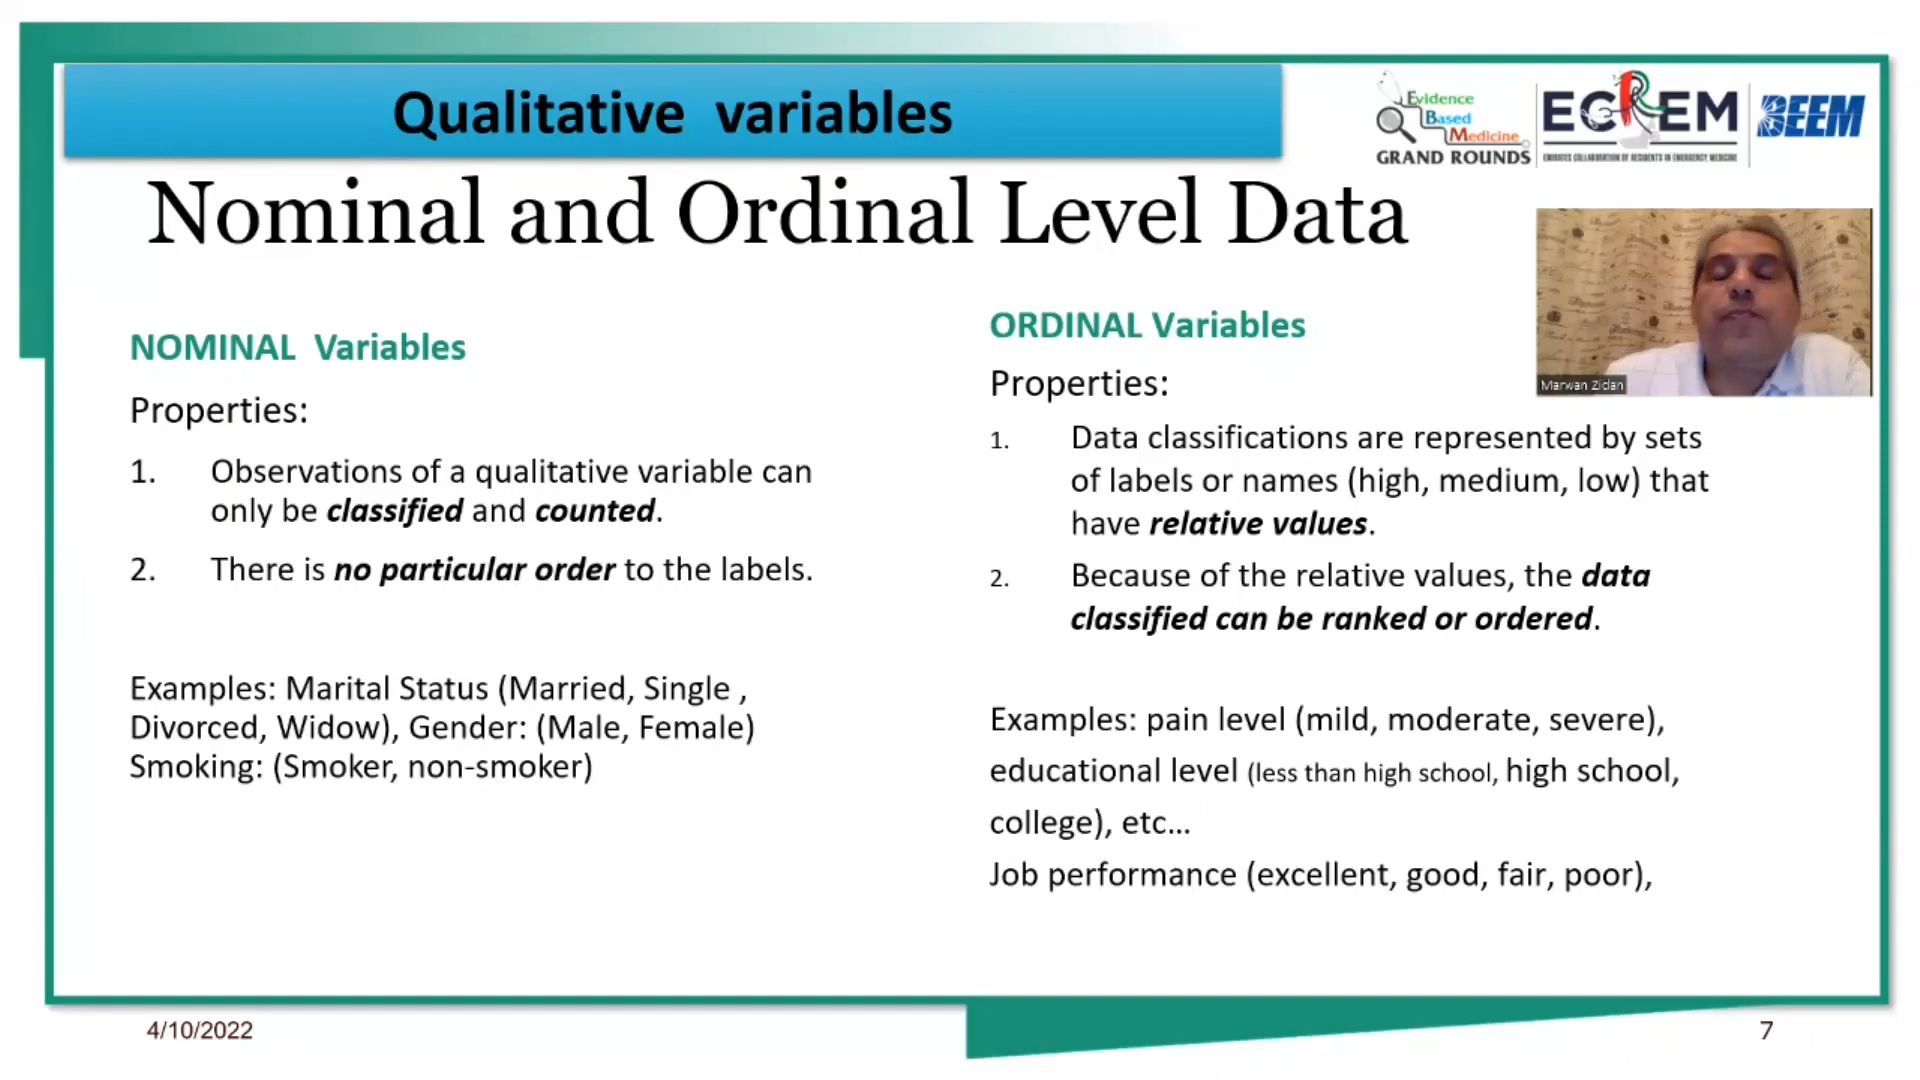 Qualitative variables
Evidence
Based
Medicine
GRAND ROUNDS
ECREM
EMIRATES COLLABORATION OF RESIDENTS IN EMERGENCY MEDICINE
BEEM
Nominal and Ordinal Level Data
Marwan Zidan
NOMINAL Variables
Properties:
1. Observations of a qualitative variable can
only be classified and counted.
2. There is no particular order to the labels.
Examples: Marital Status (Married, Single ,
Divorced, Widow), Gender: (Male, Female)
Smoking: (Smoker, non-smoker)
ORDINAL Variables
Properties:
1. Data classifications are represented by sets
of labels or names (high, medium, low) that
have relative values.
2. Because of the relative values, the data
classified can be ranked or ordered.
Examples: pain level (mild, moderate, severe),
educational level (less than high school, high school,
college), etc...
Job performance (excellent, good, fair, poor),
4/10/2022
7